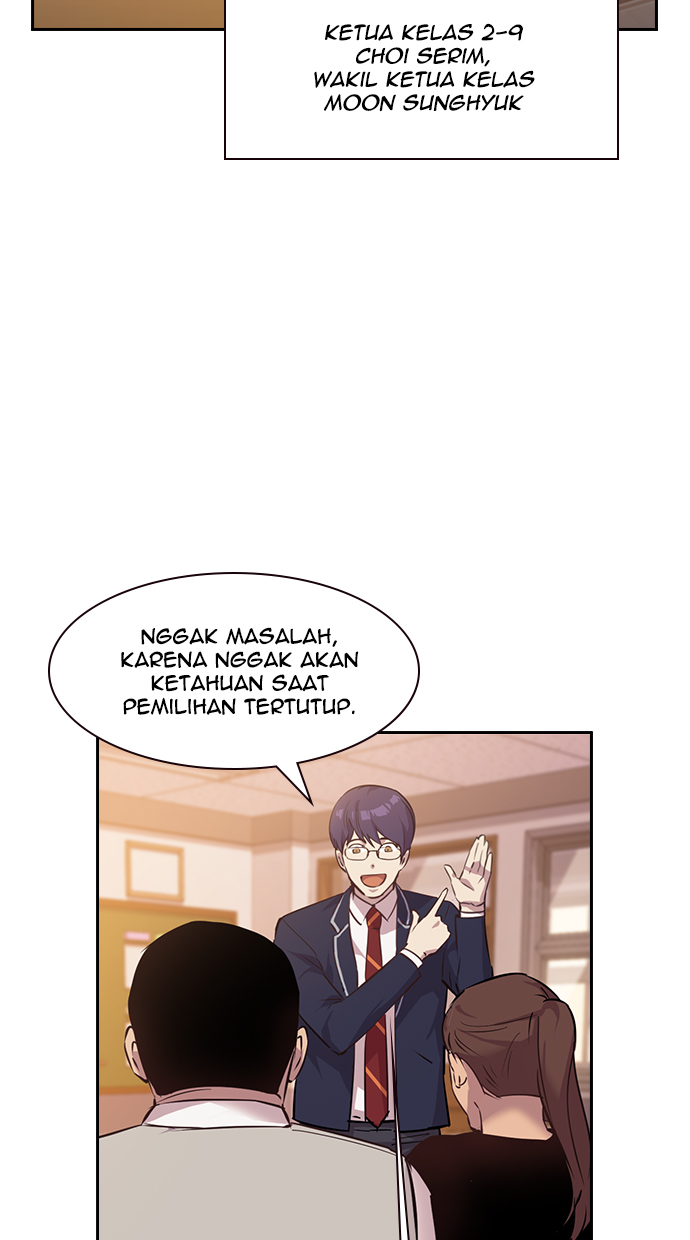 KETUA KELAS 2-9
CHOI SERIM,
WAKIL KETUA KELAS
MOON SUNGHYUK
NGGAK MASALAH,
KARENA NGGAK AKAN
KETAHUAN SAAT
PEMILIHAN TERTUTUP.